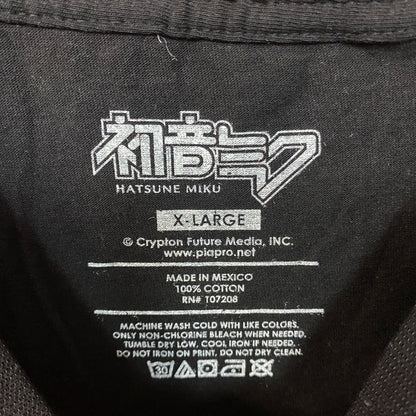 初音ミク
HATSUNE MIKU
X-LARGE
© Crypton Future Media, INC.
www.piapro.net
MADE IN MEXICO
100% COTTON
RN# 107208
MACHINE WASH COLD WITH LIKE COLORS.
ONLY NON-CHLORINE BLEACH WHEN NEEDED.
TUMBLE DRY LOW, COOL IRON IF NEEDED.
DO NOT IRON ON PRINT. DO NOT DRY CLEAN.
30